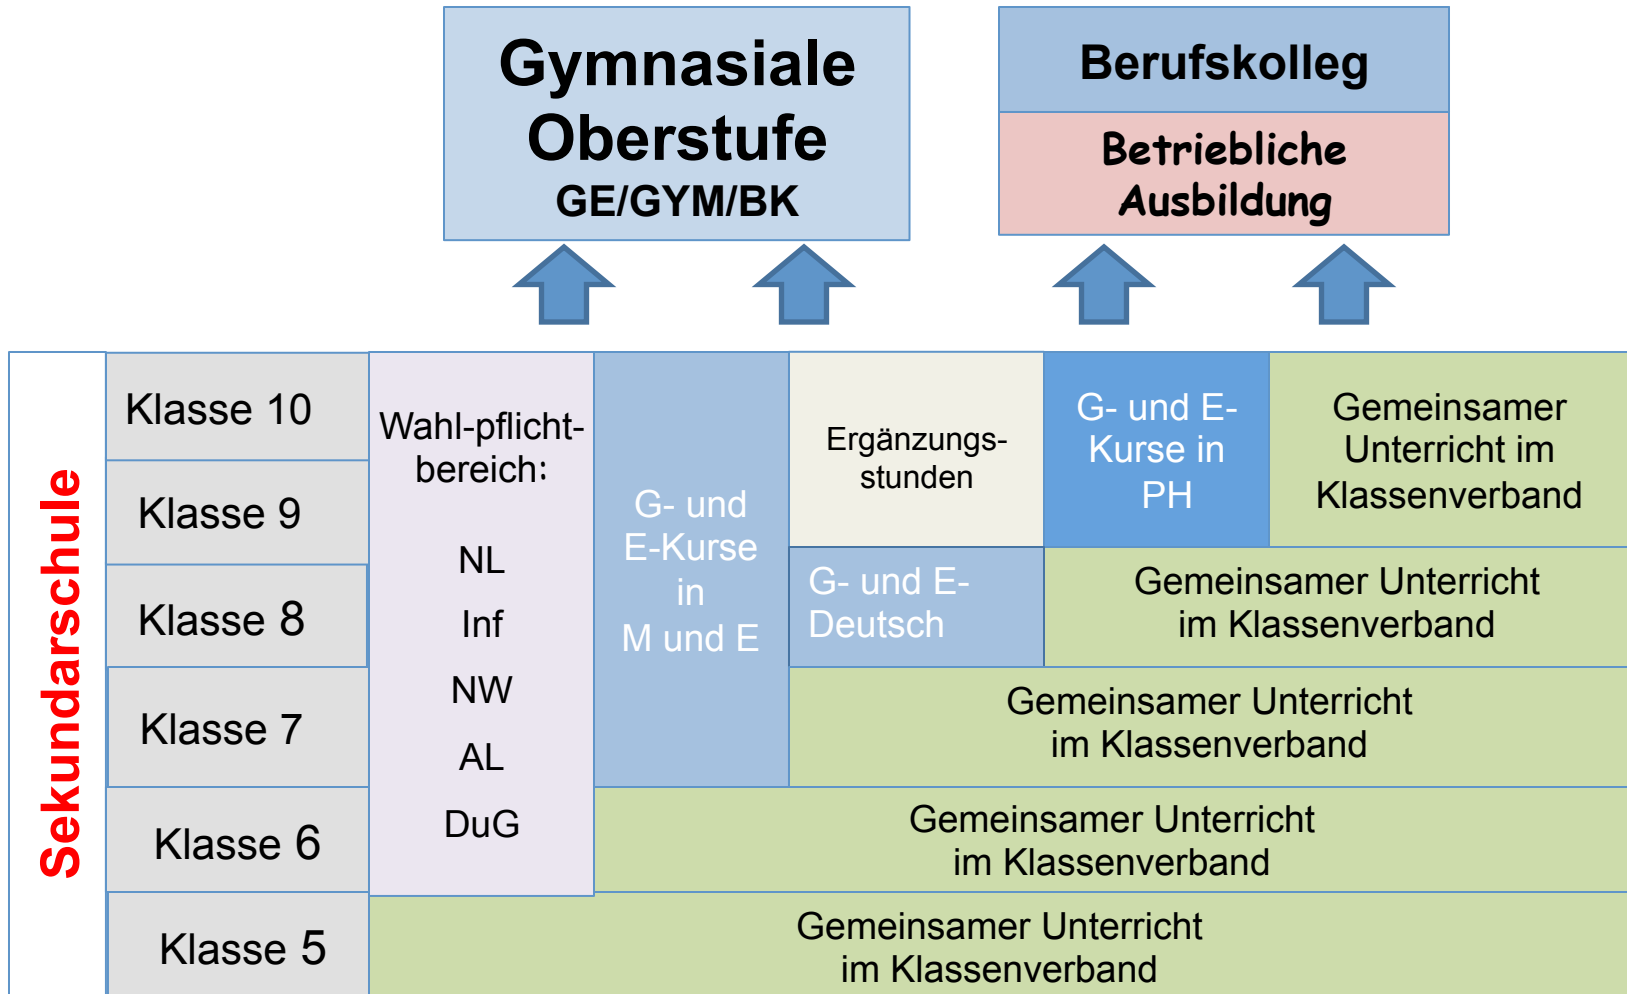 Gymnasiale
Oberstufe
GE/GYM/BK
Berufskolleg
Betriebliche
Ausbildung
Sekundarschule
Klasse 10
Klasse 9
Klasse 8
Klasse 7
Klasse 6
Klasse 5
Wahl-pflicht-
bereich:
NL
Inf
NW
AL
DuG
G- und
E-Kurse
in
M und E
Ergänzungs-
stunden
G- und E-
Kurse in
PH
Gemeinsamer
Unterricht im
Klassenverband
G- und E-
Deutsch
Gemeinsamer Unterricht
im Klassenverband
Gemeinsamer Unterricht
im Klassenverband
Gemeinsamer Unterricht
im Klassenverband
Gemeinsamer Unterricht
im Klassenverband